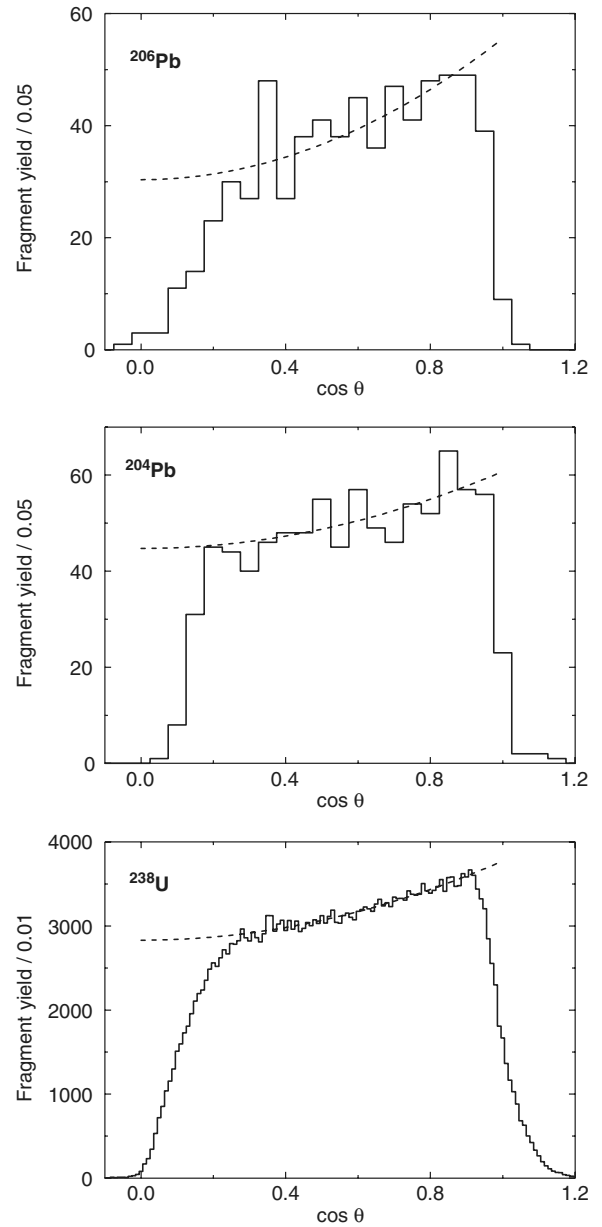 60
²⁰⁶Pb
40
20
0
Fragment yield / 0.05
0.0 0.4 0.8 1.2
cos θ
²⁰⁴Pb
60
40
20
0
Fragment yield / 0.05
0.0 0.4 0.8 1.2
cos θ
4000
²³⁸U
3000
2000
1000
0
Fragment yield / 0.01
0.0 0.4 0.8 1.2
cos θ